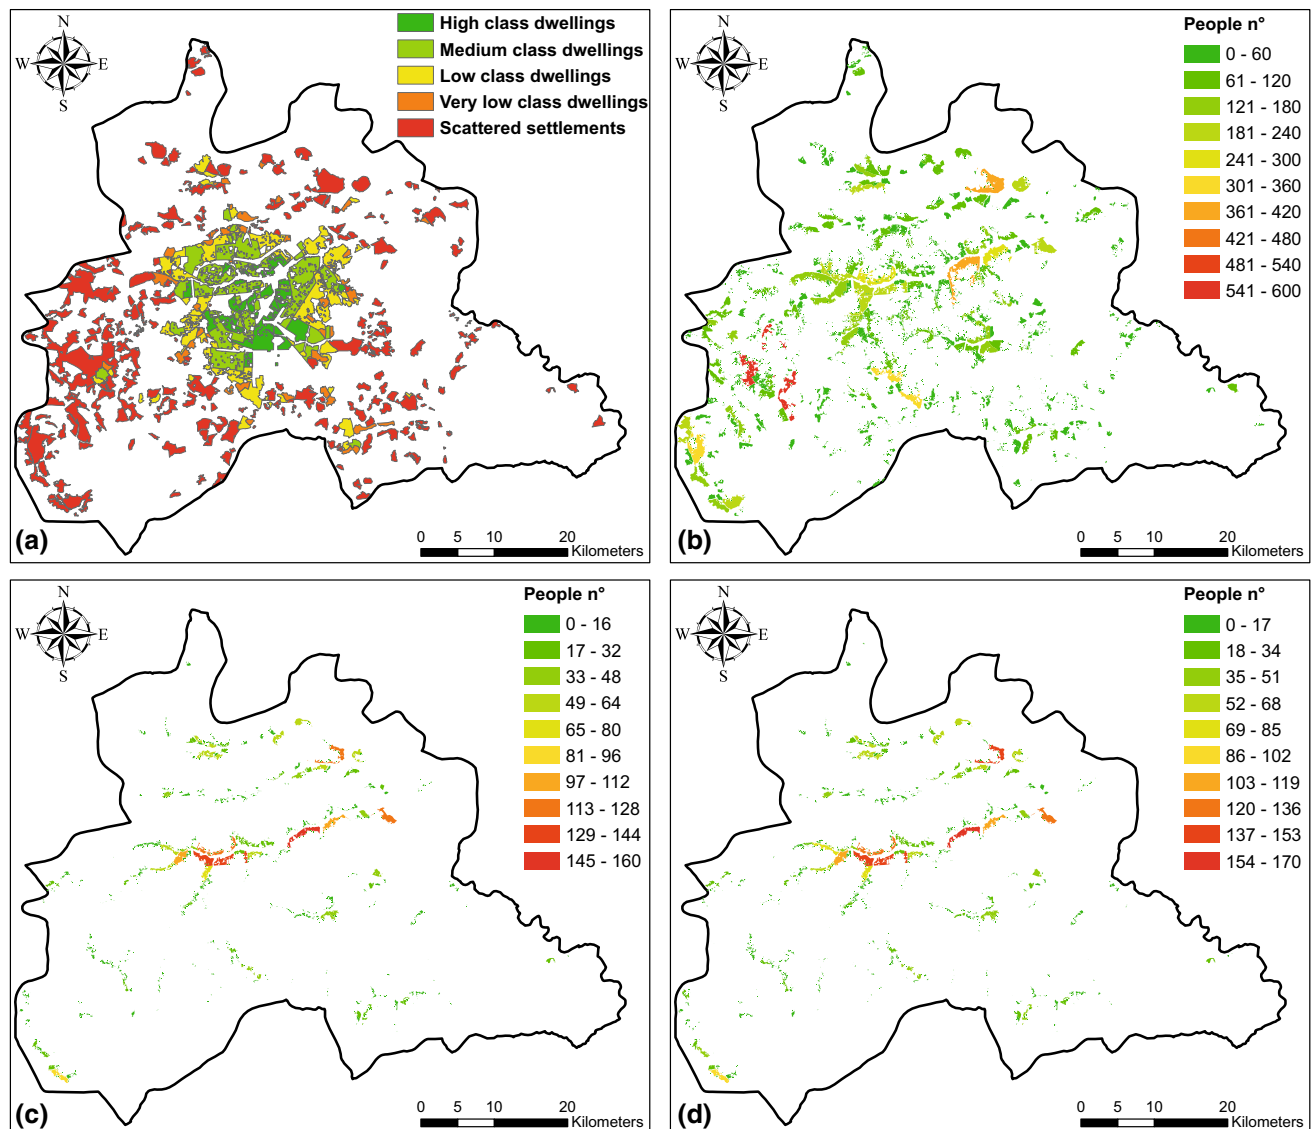 N
W E
S
High class dwellings
Medium class dwellings
Low class dwellings
Very low class dwellings
Scattered settlements
0 5 10 20
Kilometers
(a)
N
W E
S
People n°
0 - 60
61 - 120
121 - 180
181 - 240
241 - 300
301 - 360
361 - 420
421 - 480
481 - 540
541 - 600
0 5 10 20
Kilometers
(b)
N
W E
S
People n°
0 - 16
17 - 32
33 - 48
49 - 64
65 - 80
81 - 96
97 - 112
113 - 128
129 - 144
145 - 160
0 5 10 20
Kilometers
(c)
N
W E
S
People n°
0 - 17
18 - 34
35 - 51
52 - 68
69 - 85
86 - 102
103 - 119
120 - 136
137 - 153
154 - 170
0 5 10 20
Kilometers
(d)